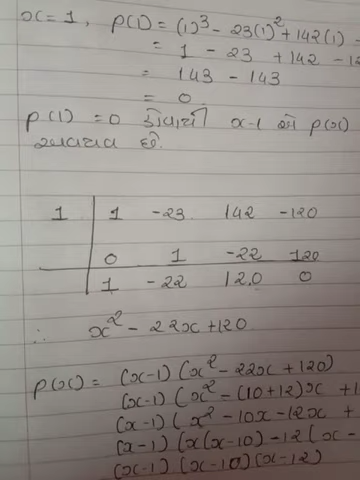 x=1, p(1) = (1)³ - 23(1)² + 142(1) -
= 1 - 23 + 142 - 12
= 143 - 143
= 0
p(1) = 0 હોવાથી x-1 એ p(x)
અવયવ છે.
1 | 1 -23 142 -120
0 1 -22 120
1 -22 120 0
∴ x² - 22x + 120
p(x) = (x-1) (x² - 22x + 120)
(x-1) (x² - (10+12)x + 1
(x-1) (x² - 10x - 12x +
(x-1) (x(x-10) - 12(x -
(x-1) (x-10) (x-12)